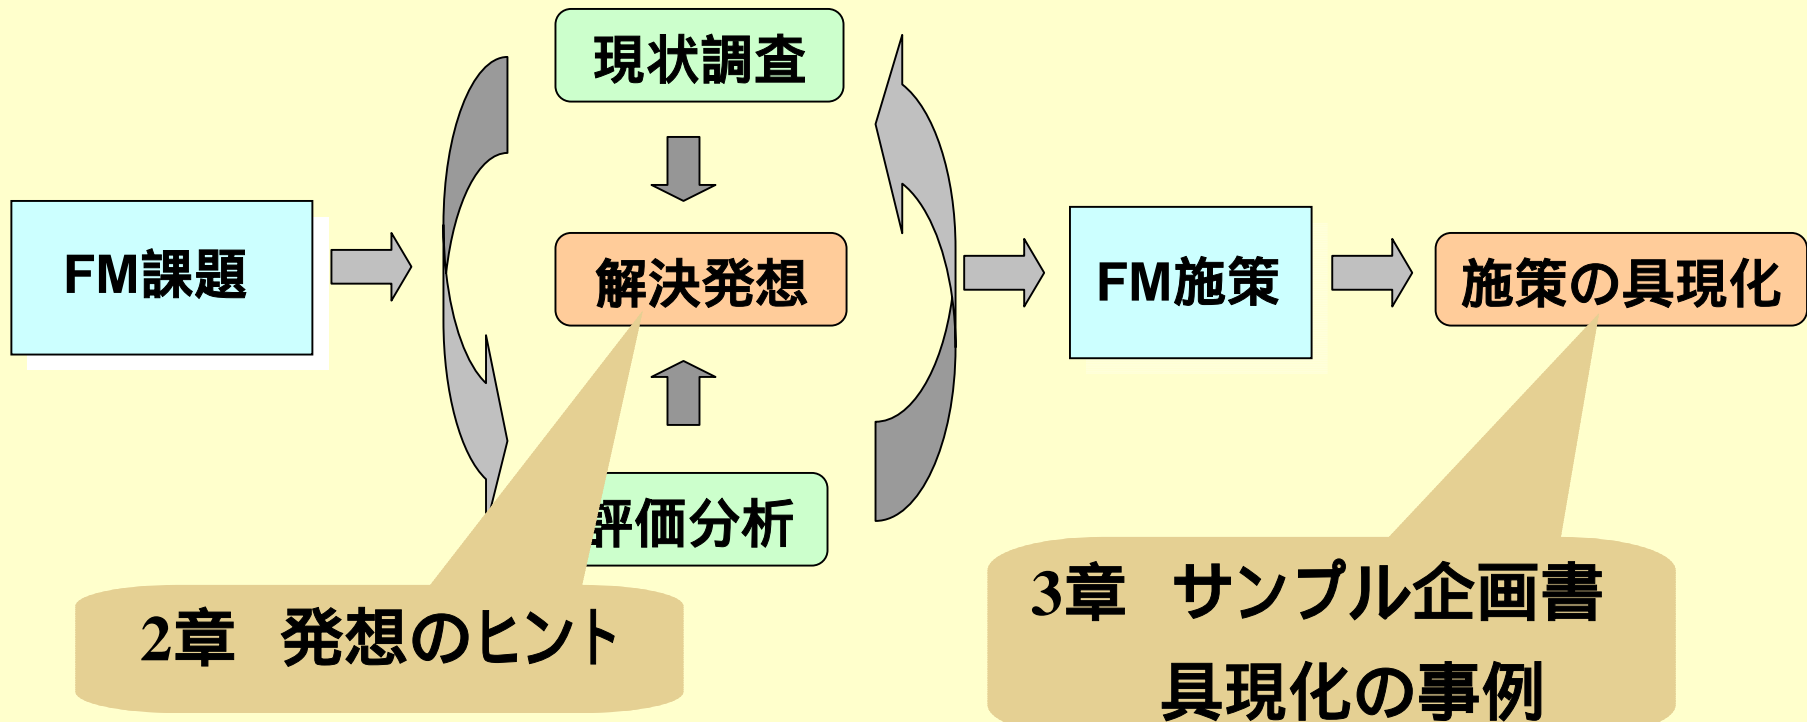 現状調査
FM課題
解決発想
FM施策
施策の具現化
評価分析
2章　発想のヒント
3章　サンプル企画書
具現化の事例